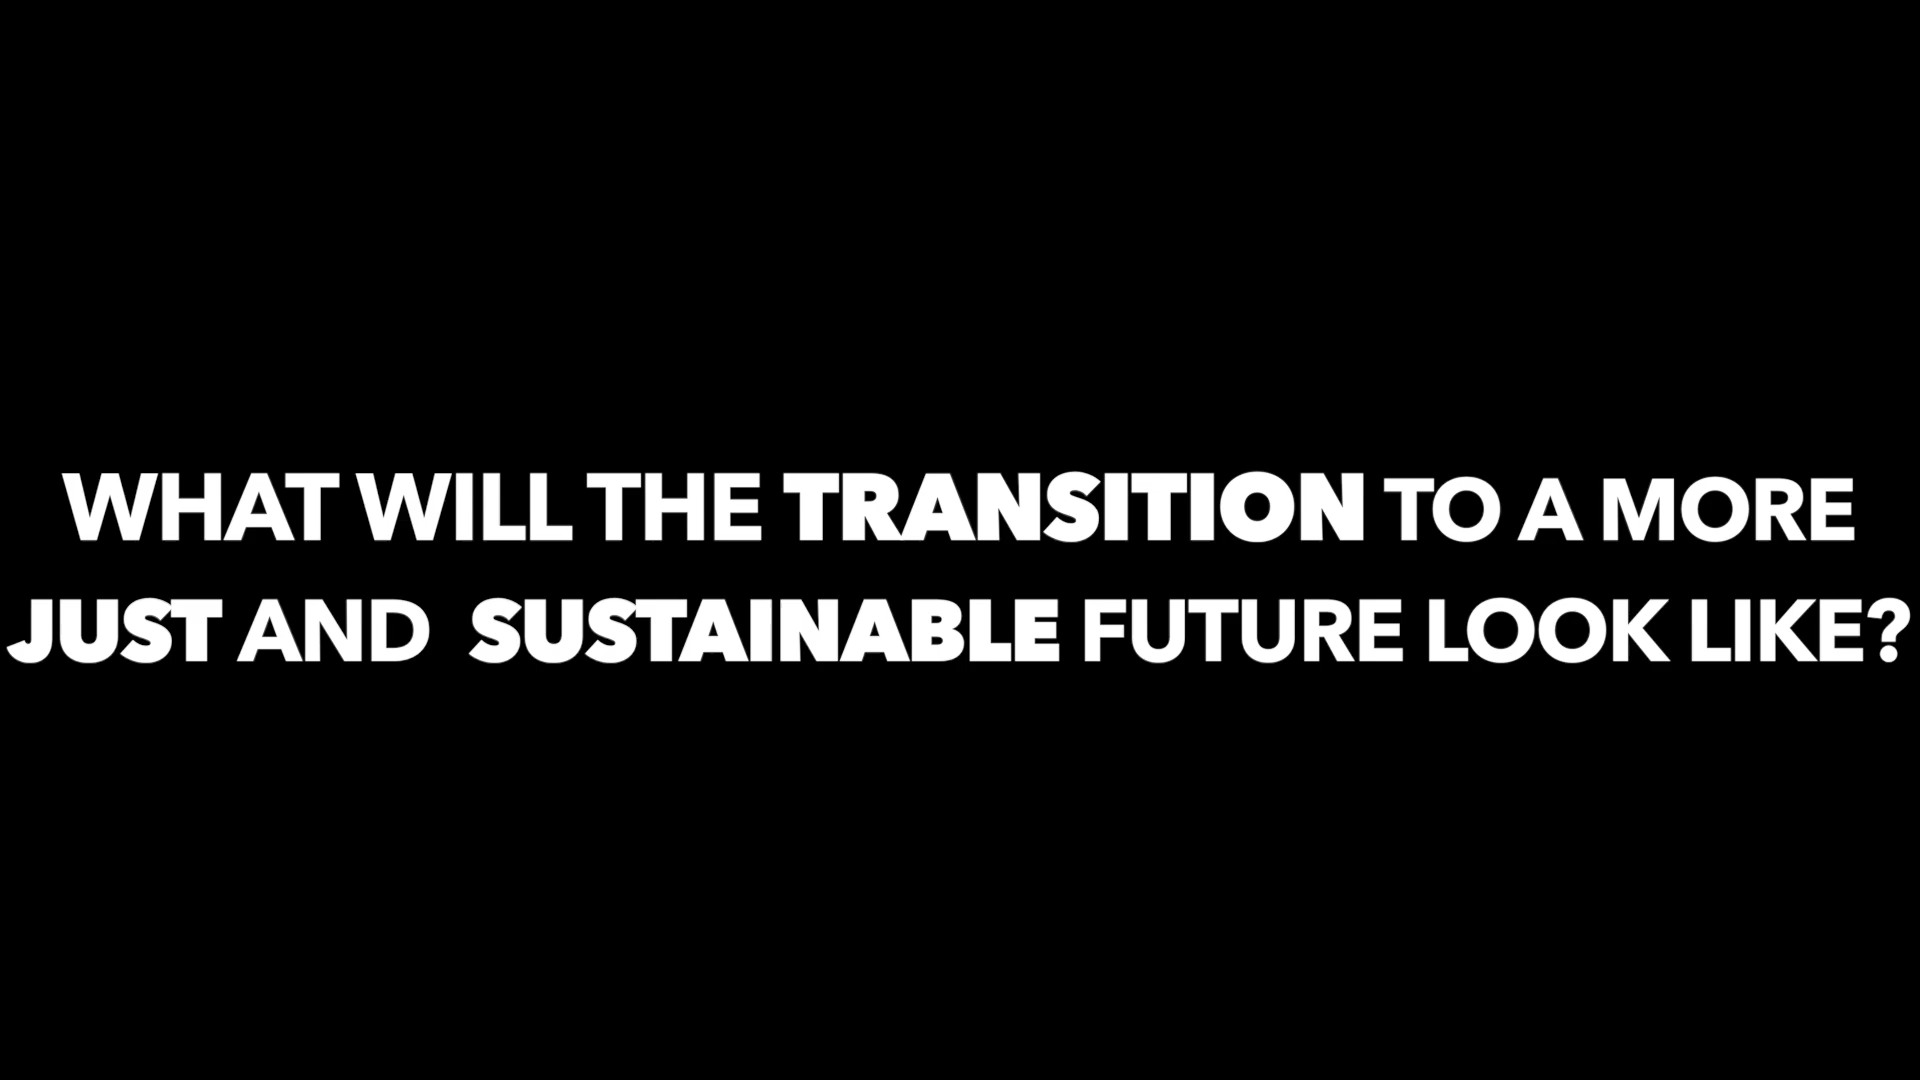 WHAT WILL THE TRANSITION TO A MORE
JUST AND SUSTAINABLE FUTURE LOOK LIKE?